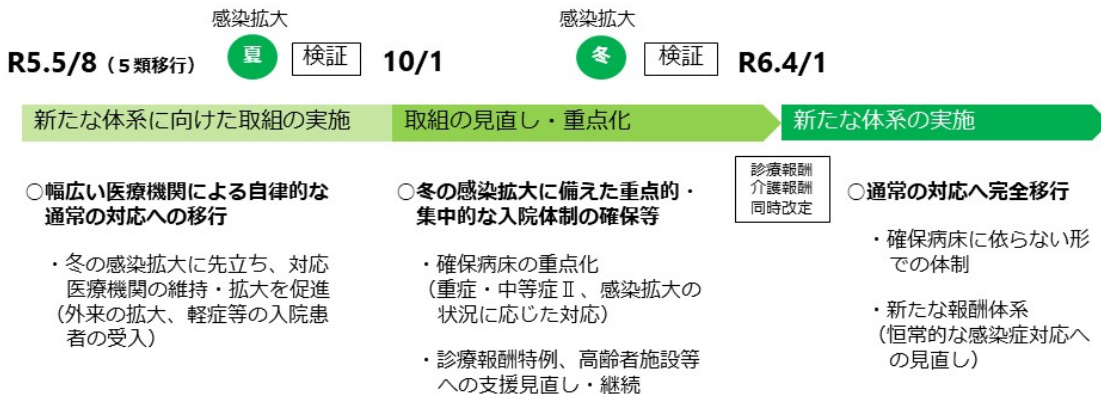 感染拡大
感染拡大
R5.5/8（５類移行）
夏
検証
10/1
冬
検証
R6.4/1
新たな体系に向けた取組の実施
取組の見直し・重点化
新たな体系の実施
○幅広い医療機関による自律的な
通常の対応への移行
・冬の感染拡大に先立ち、対応
医療機関の維持・拡大を促進
（外来の拡大、軽症等の入院患
者の受入）
○冬の感染拡大に備えた重点的・
集中的な入院体制の確保等
・確保病床の重点化
（重症・中等症Ⅱ、感染拡大の
状況に応じた対応）
・診療報酬特例、高齢者施設等
への支援見直し・継続
診療報酬
介護報酬
同時改定
○通常の対応へ完全移行
・確保病床に依らない形
での体制
・新たな報酬体系
（恒常的な感染症対応へ
の見直し）